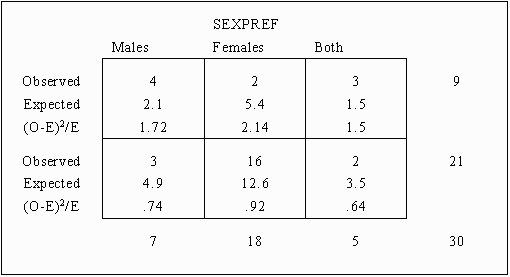 SEXPREF
Males Females Both
Observed 4 2 3 9
Expected 2.1 5.4 1.5
(O-E)²/E 1.72 2.14 1.5
Observed 3 16 2 21
Expected 4.9 12.6 3.5
(O-E)²/E .74 .92 .64
7 18 5 30